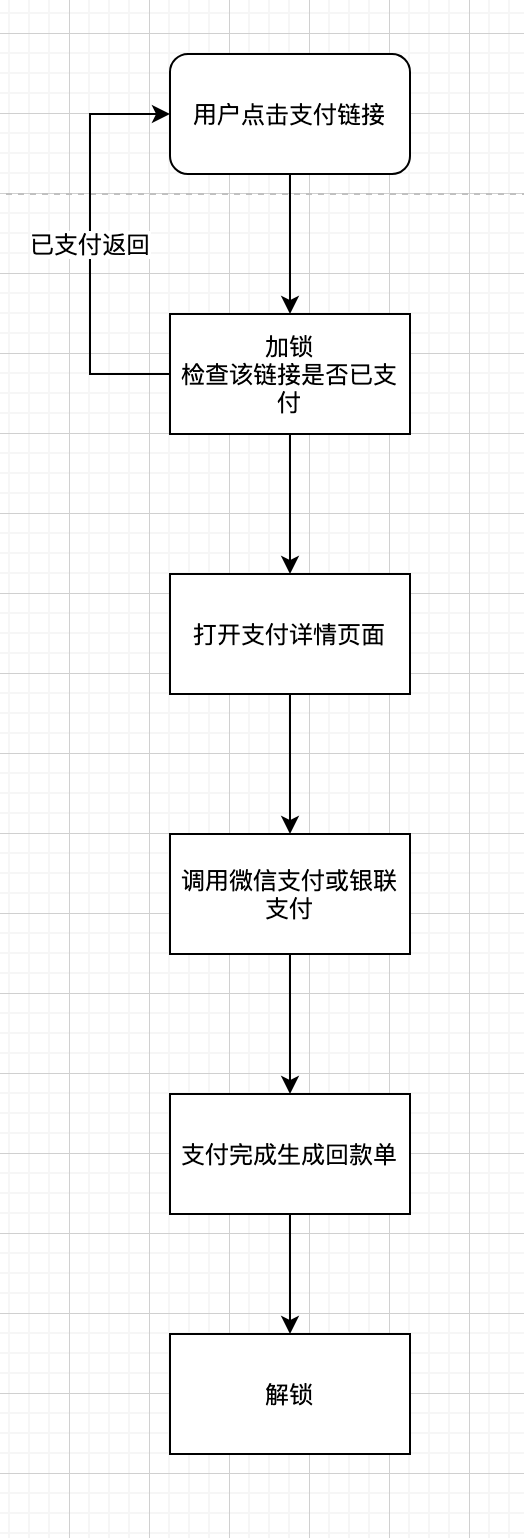 用户点击支付链接
已支付返回
加锁
检查该链接是否已支
付
打开支付详情页面
调用微信支付或银联
支付
支付完成生成回款单
解锁